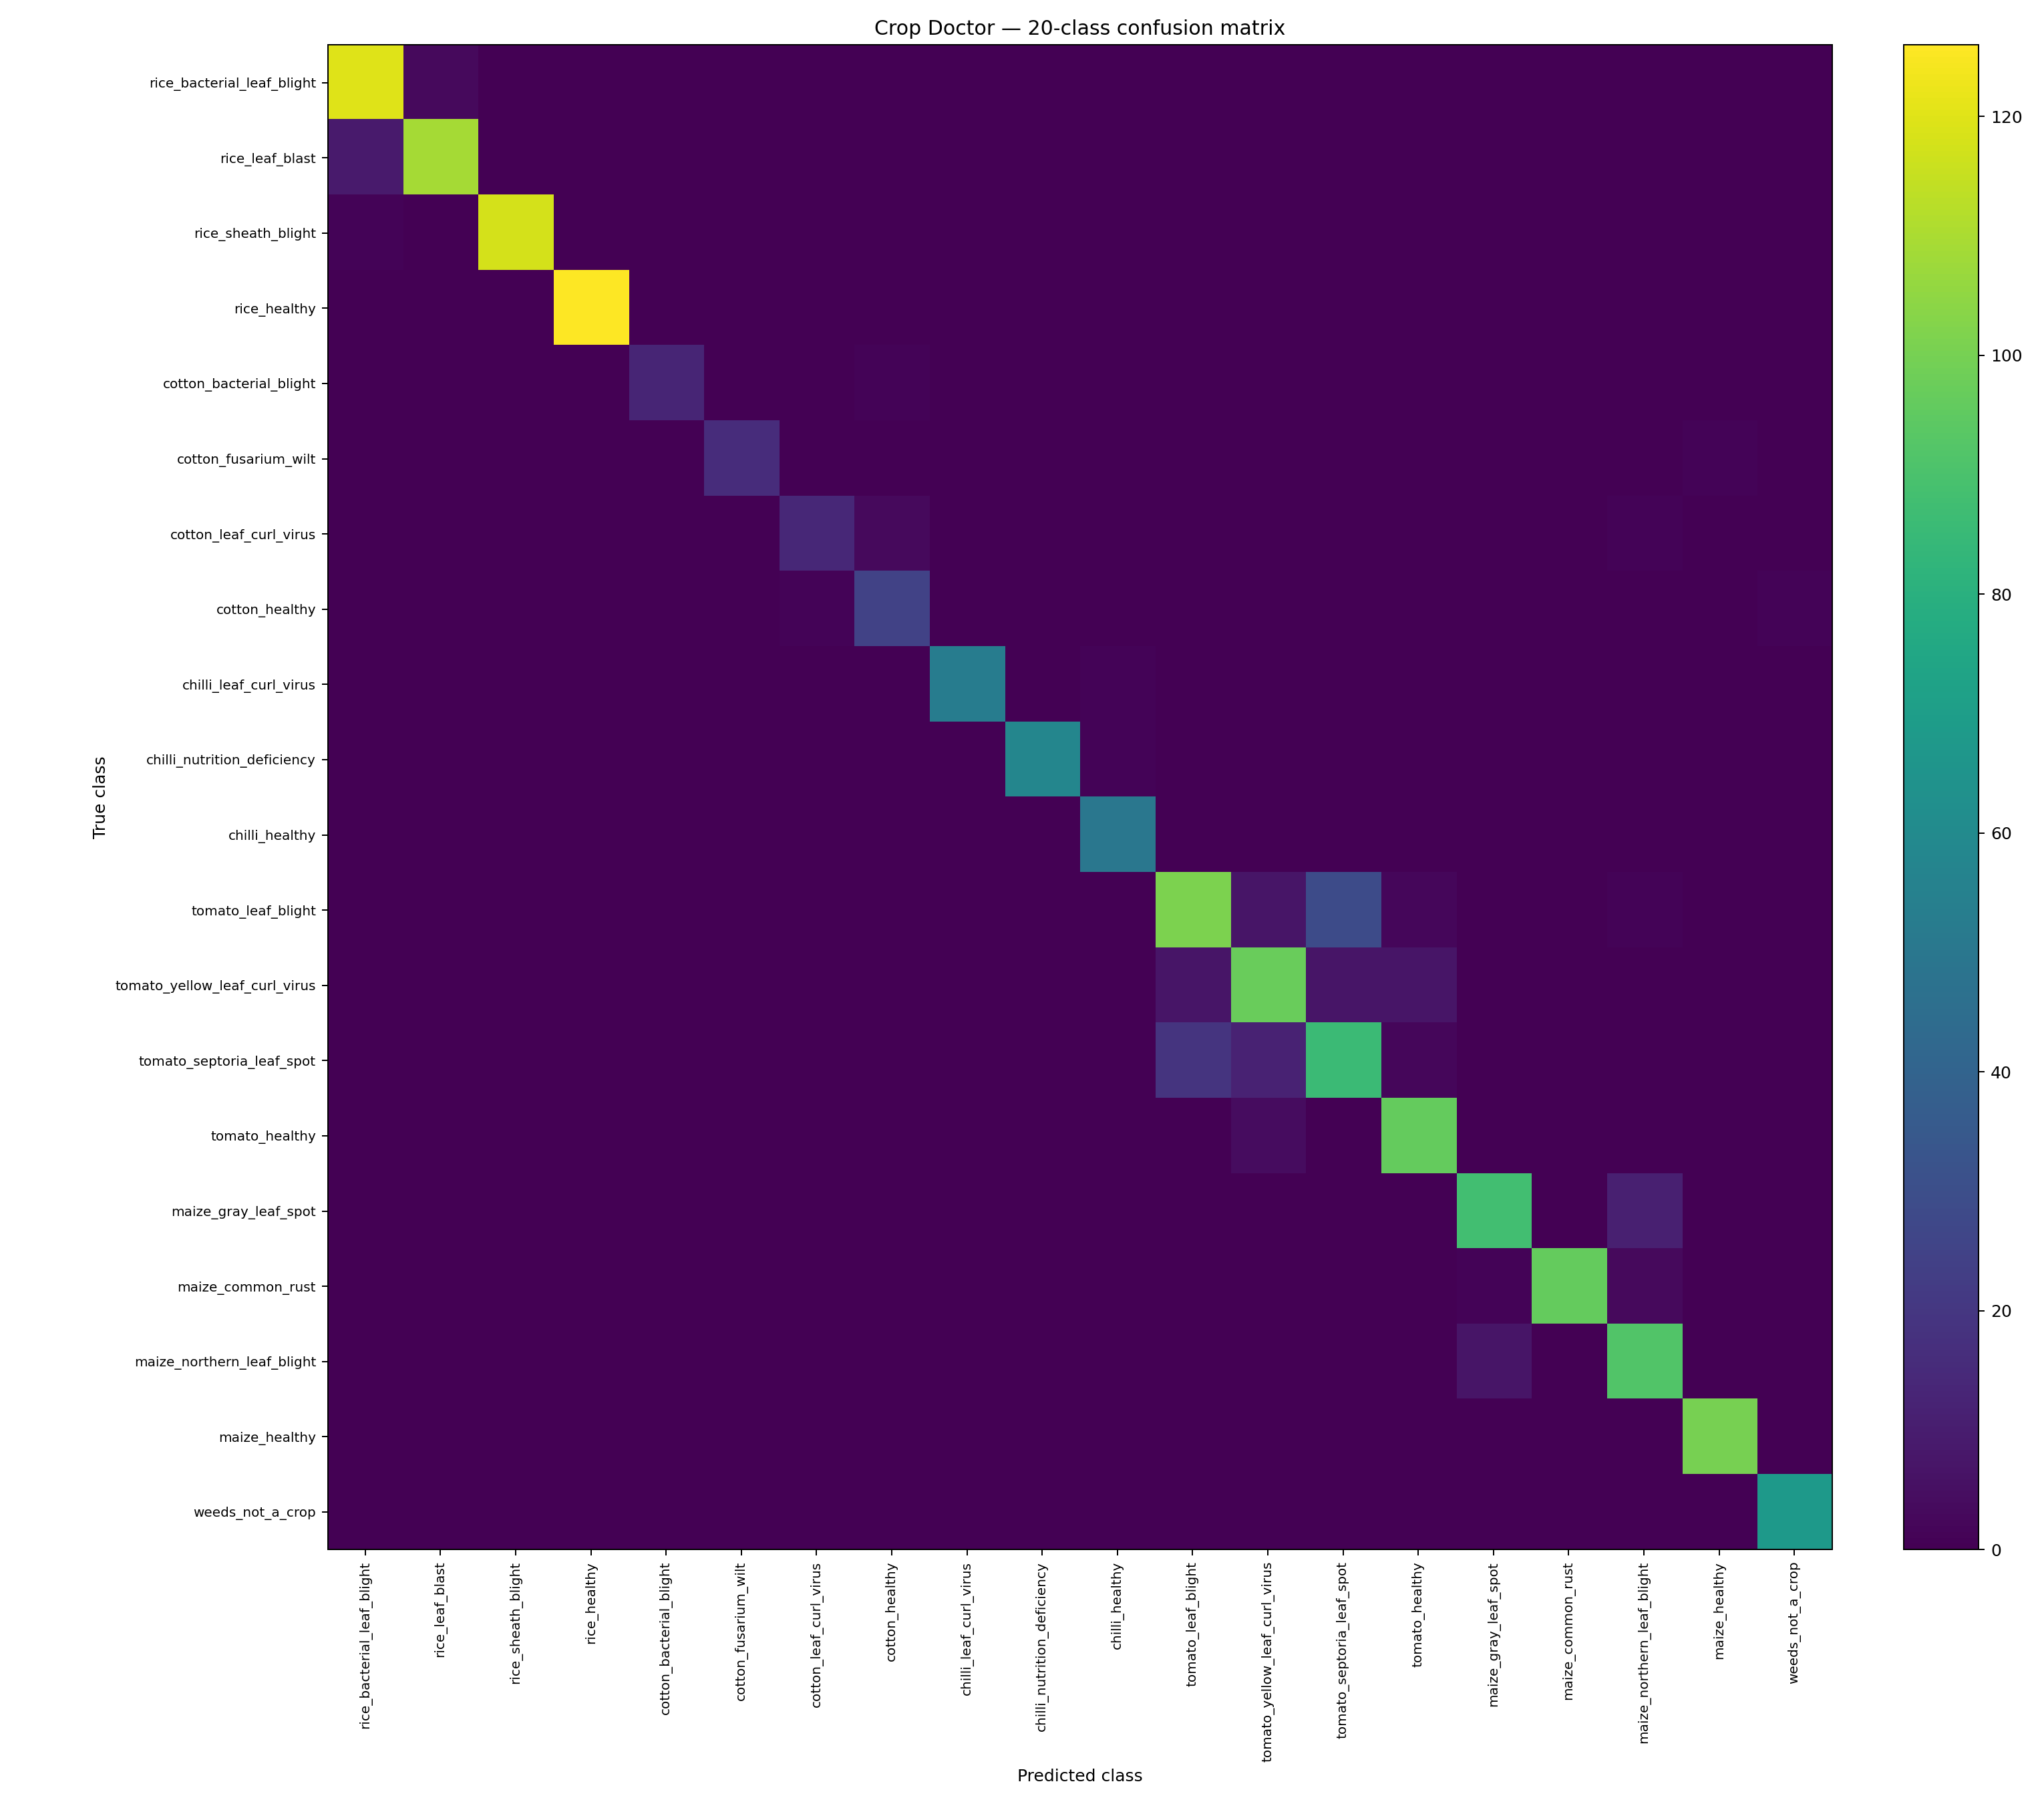 Crop Doctor — 20-class confusion matrix
True class
rice_bacterial_leaf_blight
rice_leaf_blast
rice_sheath_blight
rice_healthy
cotton_bacterial_blight
cotton_fusarium_wilt
cotton_leaf_curl_virus
cotton_healthy
chilli_leaf_curl_virus
chilli_nutrition_deficiency
chilli_healthy
tomato_leaf_blight
tomato_yellow_leaf_curl_virus
tomato_septoria_leaf_spot
tomato_healthy
maize_gray_leaf_spot
maize_common_rust
maize_northern_leaf_blight
maize_healthy
weeds_not_a_crop
rice_bacterial_leaf_blight
rice_leaf_blast
rice_sheath_blight
rice_healthy
cotton_bacterial_blight
cotton_fusarium_wilt
cotton_leaf_curl_virus
cotton_healthy
chilli_leaf_curl_virus
chilli_nutrition_deficiency
chilli_healthy
tomato_leaf_blight
tomato_yellow_leaf_curl_virus
tomato_septoria_leaf_spot
tomato_healthy
maize_gray_leaf_spot
maize_common_rust
maize_northern_leaf_blight
maize_healthy
weeds_not_a_crop
Predicted class
120
100
80
60
40
20
0